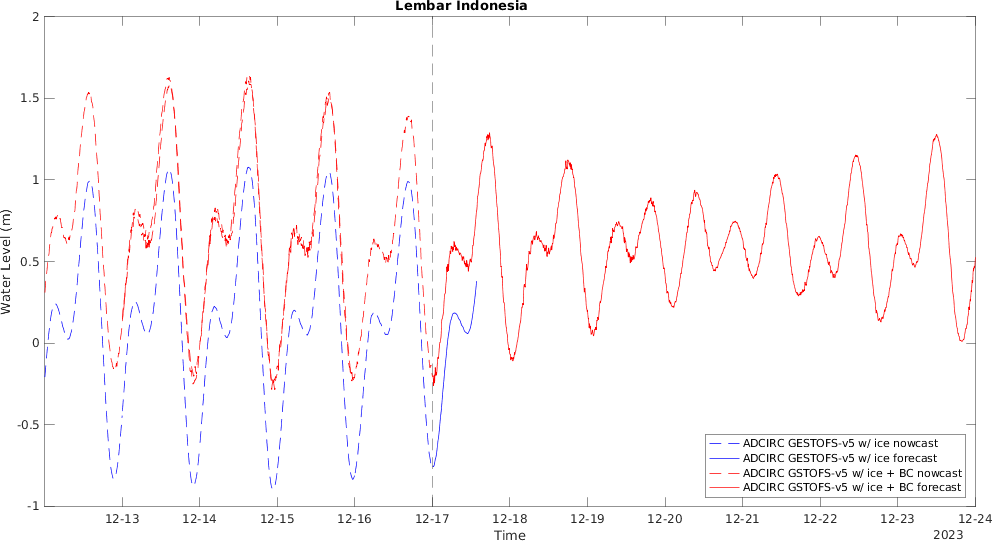 Lembar Indonesia
2
1.5
1
0.5
0
-0.5
-1
Water Level (m)
12-13 12-14 12-15 12-16 12-17 12-18 12-19 12-20 12-21 12-22 12-23 12-24
Time
2023
ADCIRC GESTOFS-v5 w/ ice nowcast
ADCIRC GESTOFS-v5 w/ ice forecast
ADCIRC GSTOFS-v5 w/ ice + BC nowcast
ADCIRC GSTOFS-v5 w/ ice + BC forecast